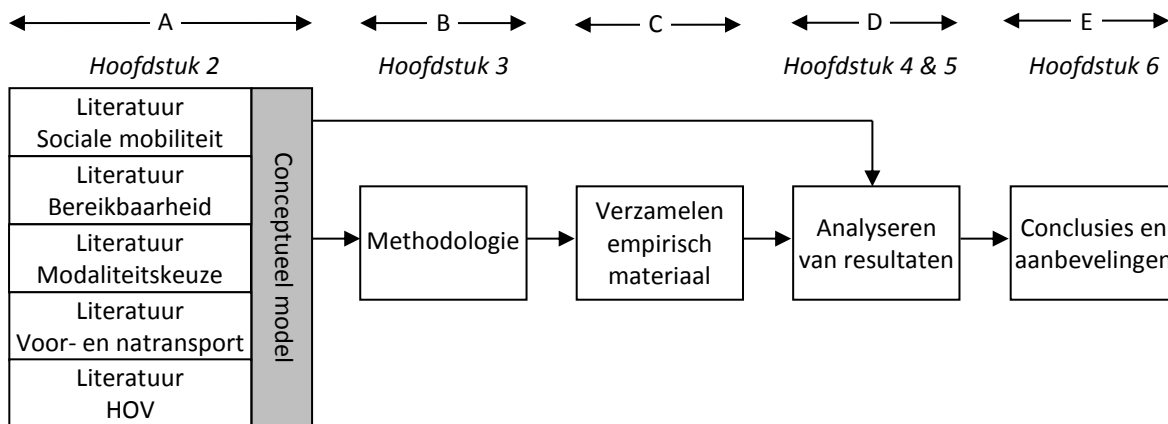 A
B
C
D
E
Hoofdstuk 2
Hoofdstuk 3
Hoofdstuk 4 & 5
Hoofdstuk 6
Literatuur
Sociale mobiliteit
Literatuur
Bereikbaarheid
Literatuur
Modaliteitskeuze
Literatuur
Voor- en natransport
Literatuur
HOV
Conceptueel model
Methodologie
Verzamelen
empirisch
materiaal
Analyseren
van resultaten
Conclusies en
aanbevelingen